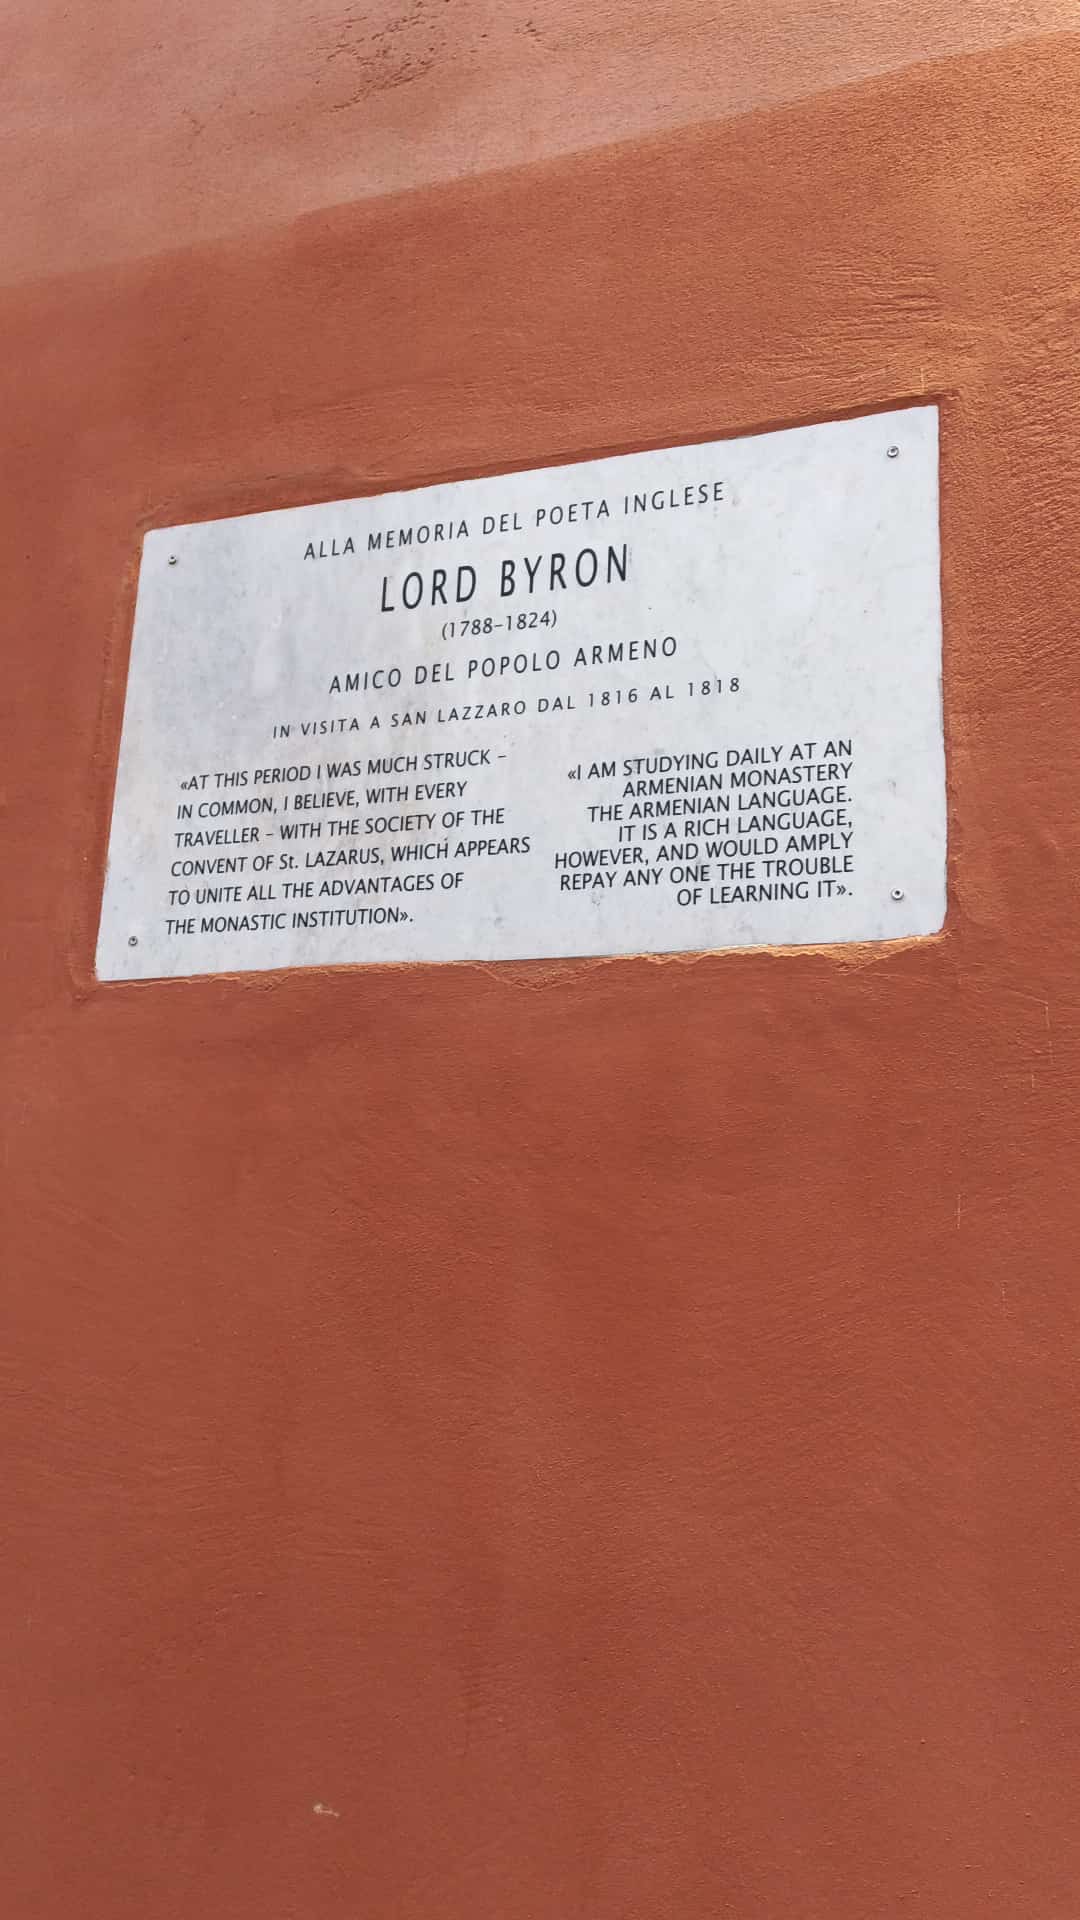 ALLA MEMORIA DEL POETA INGLESE
LORD BYRON
(1788-1824)
AMICO DEL POPOLO ARMENO
IN VISITA A SAN LAZZARO DAL 1816 AL 1818
«AT THIS PERIOD I WAS MUCH STRUCK –
IN COMMON, I BELIEVE, WITH EVERY
TRAVELLER – WITH THE SOCIETY OF THE
CONVENT OF St. LAZARUS, WHICH APPEARS
TO UNITE ALL THE ADVANTAGES OF
THE MONASTIC INSTITUTION».
«I AM STUDYING DAILY AT AN
ARMENIAN MONASTERY
THE ARMENIAN LANGUAGE.
IT IS A RICH LANGUAGE,
HOWEVER, AND WOULD AMPLY
REPAY ANY ONE THE TROUBLE
OF LEARNING IT».